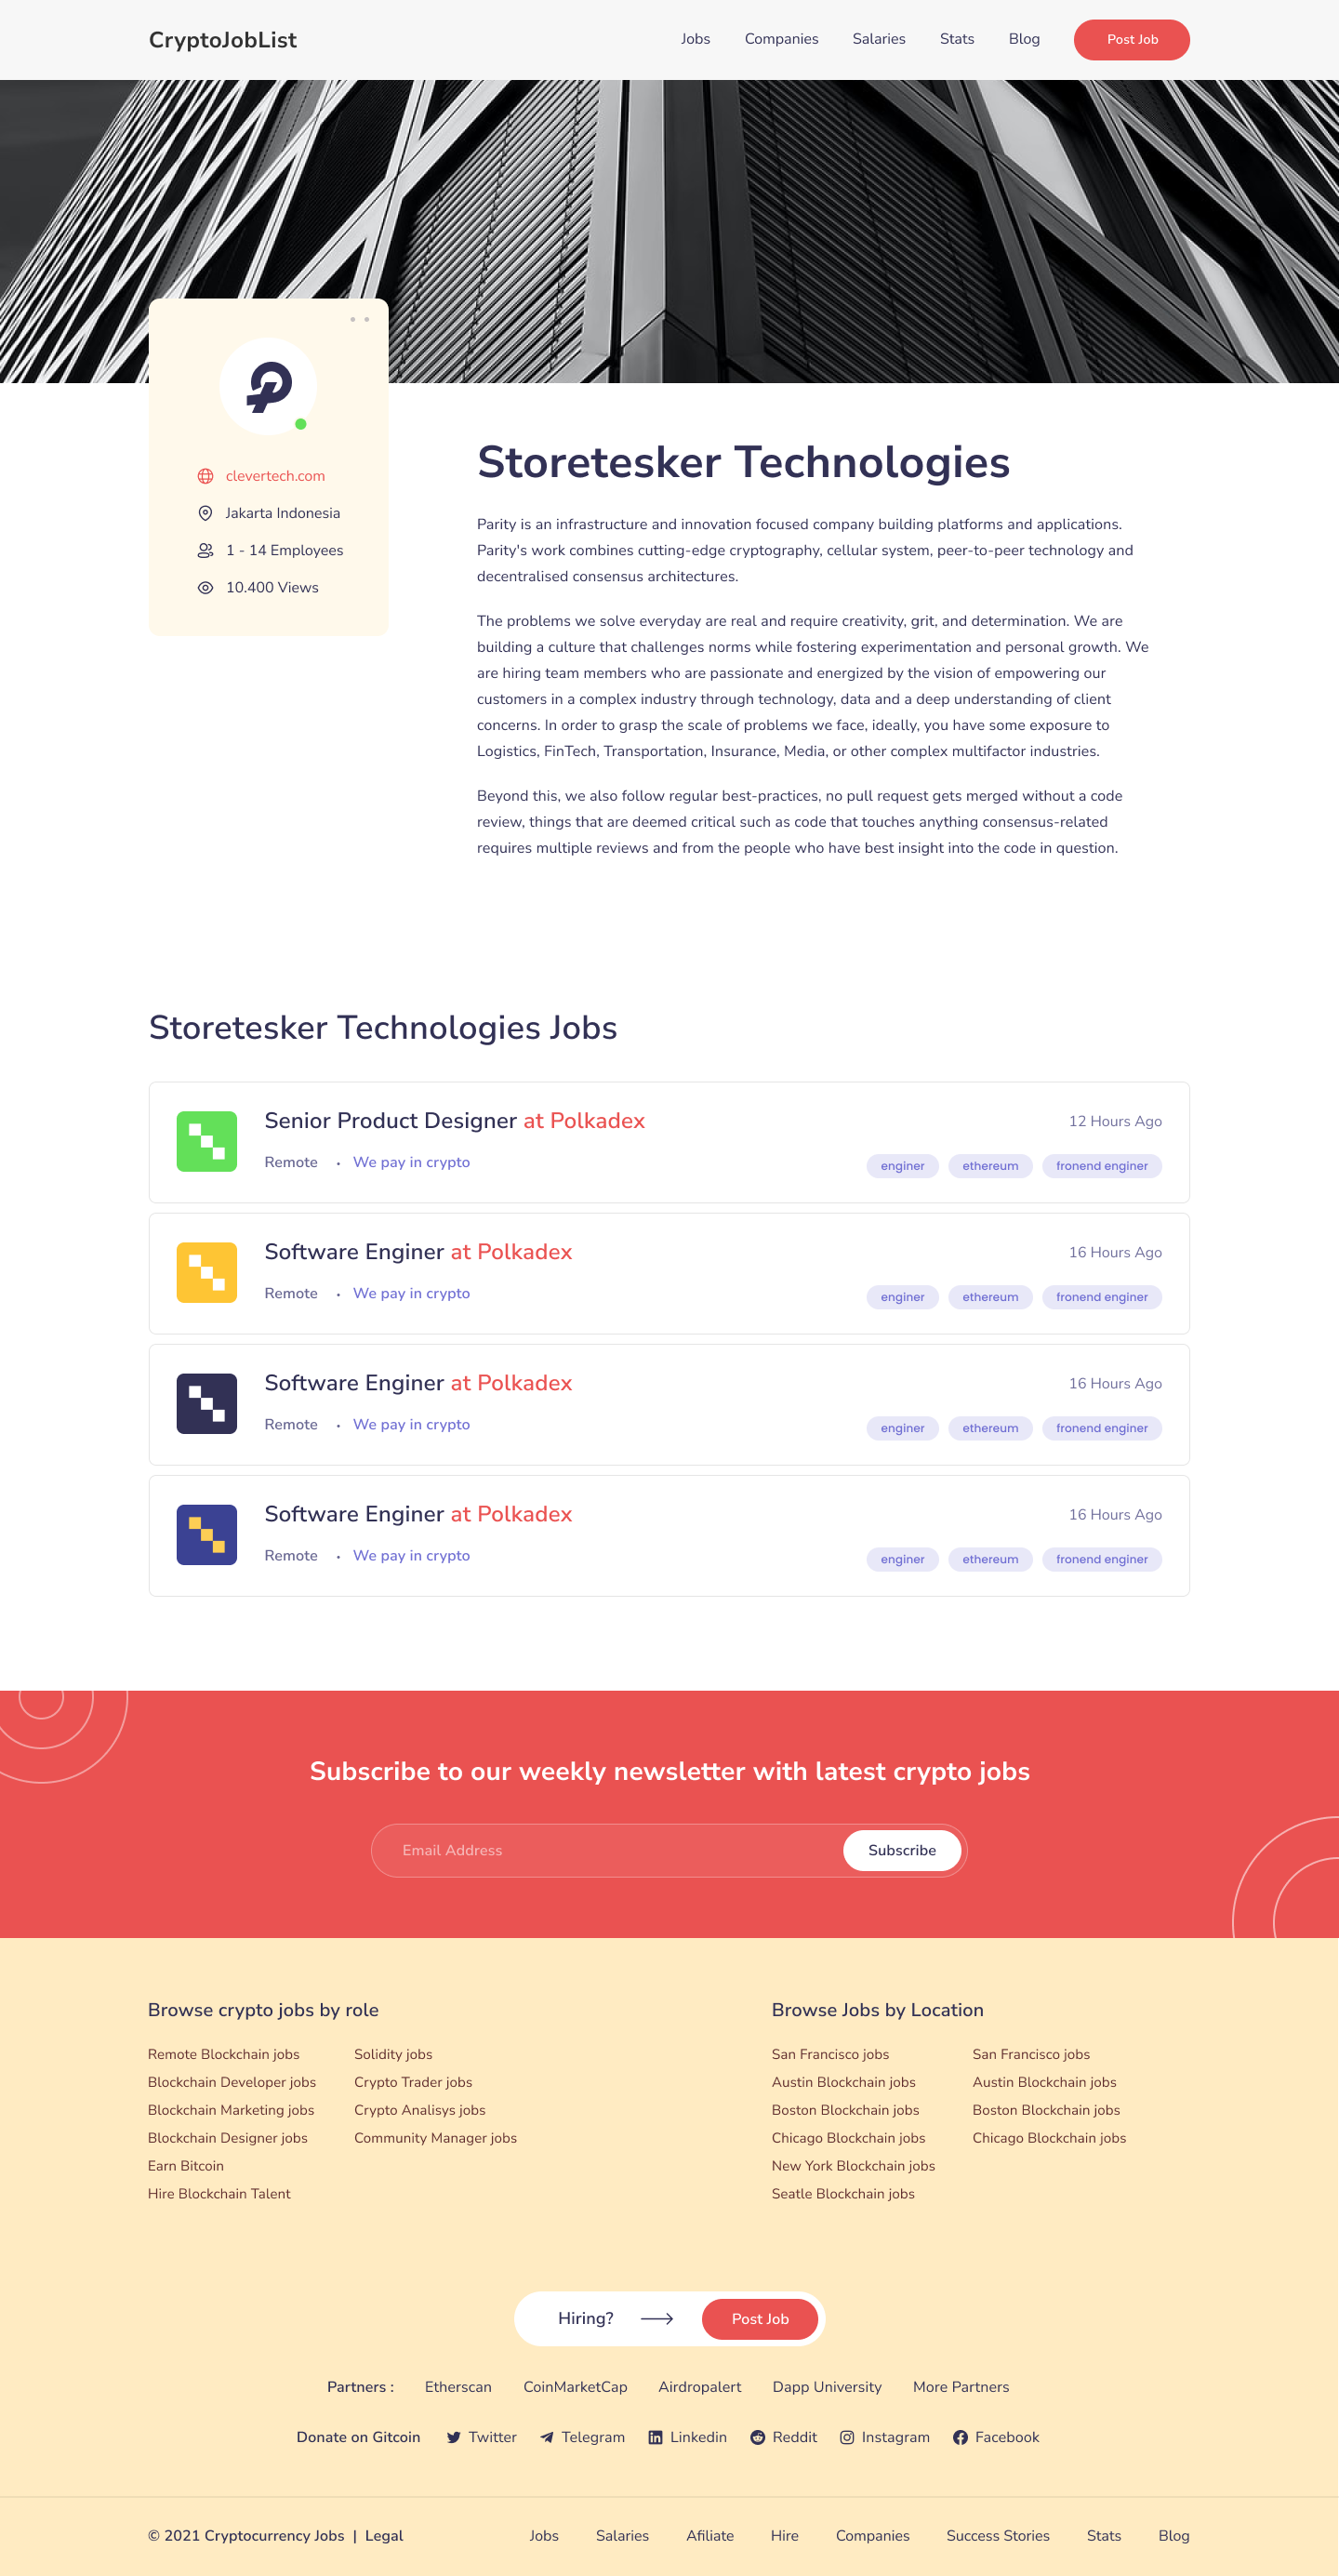 CryptoJobList
Jobs Companies Salaries Stats Blog Post Job
clevertech.com
Jakarta Indonesia
1 - 14 Employees
10.400 Views
Storetesker Technologies
Parity is an infrastructure and innovation focused company building platforms and applications.
Parity's work combines cutting-edge cryptography, cellular system, peer-to-peer technology and
decentralised consensus architectures.
The problems we solve everyday are real and require creativity, grit, and determination. We are
building a culture that challenges norms while fostering experimentation and personal growth. We
are hiring team members who are passionate and energized by the vision of empowering our
customers in a complex industry through technology, data and a deep understanding of client
concerns. In order to grasp the scale of problems we face, ideally, you have some exposure to
Logistics, FinTech, Transportation, Insurance, Media, or other complex multifactor industries.
Beyond this, we also follow regular best-practices, no pull request gets merged without a code
review, things that are deemed critical such as code that touches anything consensus-related
requires multiple reviews and from the people who have best insight into the code in question.
Storetesker Technologies Jobs
Senior Product Designer at Polkadex 12 Hours Ago
Remote • We pay in crypto enginer ethereum fronend enginer
Software Enginer at Polkadex 16 Hours Ago
Remote • We pay in crypto enginer ethereum fronend enginer
Software Enginer at Polkadex 16 Hours Ago
Remote • We pay in crypto enginer ethereum fronend enginer
Software Enginer at Polkadex 16 Hours Ago
Remote • We pay in crypto enginer ethereum fronend enginer
Subscribe to our weekly newsletter with latest crypto jobs
Email Address Subscribe
Browse crypto jobs by role
Remote Blockchain jobs Solidity jobs
Blockchain Developer jobs Crypto Trader jobs
Blockchain Marketing jobs Crypto Analisys jobs
Blockchain Designer jobs Community Manager jobs
Earn Bitcoin
Hire Blockchain Talent
Browse Jobs by Location
San Francisco jobs San Francisco jobs
Austin Blockchain jobs Austin Blockchain jobs
Boston Blockchain jobs Boston Blockchain jobs
Chicago Blockchain jobs Chicago Blockchain jobs
New York Blockchain jobs
Seatle Blockchain jobs
Hiring? Post Job
Partners : Etherscan CoinMarketCap Airdropalert Dapp University More Partners
Donate on Gitcoin Twitter Telegram Linkedin Reddit Instagram Facebook
© 2021 Cryptocurrency Jobs | Legal Jobs Salaries Afiliate Hire Companies Success Stories Stats Blog